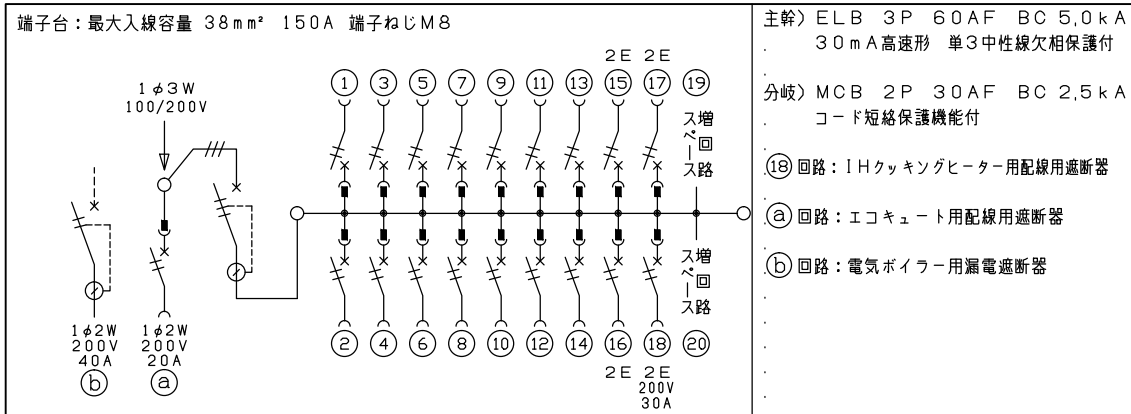 端子台：最大入線容量 38mm² 150A 端子ねじM8
2E 2E
① ③ ⑤ ⑦ ⑨ ⑪ ⑬ ⑮ ⑰ ⑲
1φ3W
100/200V
増回路
スペース
増回路
スペース
② ④ ⑥ ⑧ ⑩ ⑫ ⑭ ⑯ ⑱ ⑳
2E 2E
200V
30A
1φ2W
200V
40A
ⓑ
1φ2W
200V
20A
ⓐ
主幹）ELB 3P 60AF BC 5,0kA
30mA高速形 単3中性線欠相保護付
分岐）MCB 2P 30AF BC 2,5kA
コード短絡保護機能付
⑱回路：IHクッキングヒーター用配線用遮断器
ⓐ回路：エコキュート用配線用遮断器
ⓑ回路：電気ボイラー用漏電遮断器